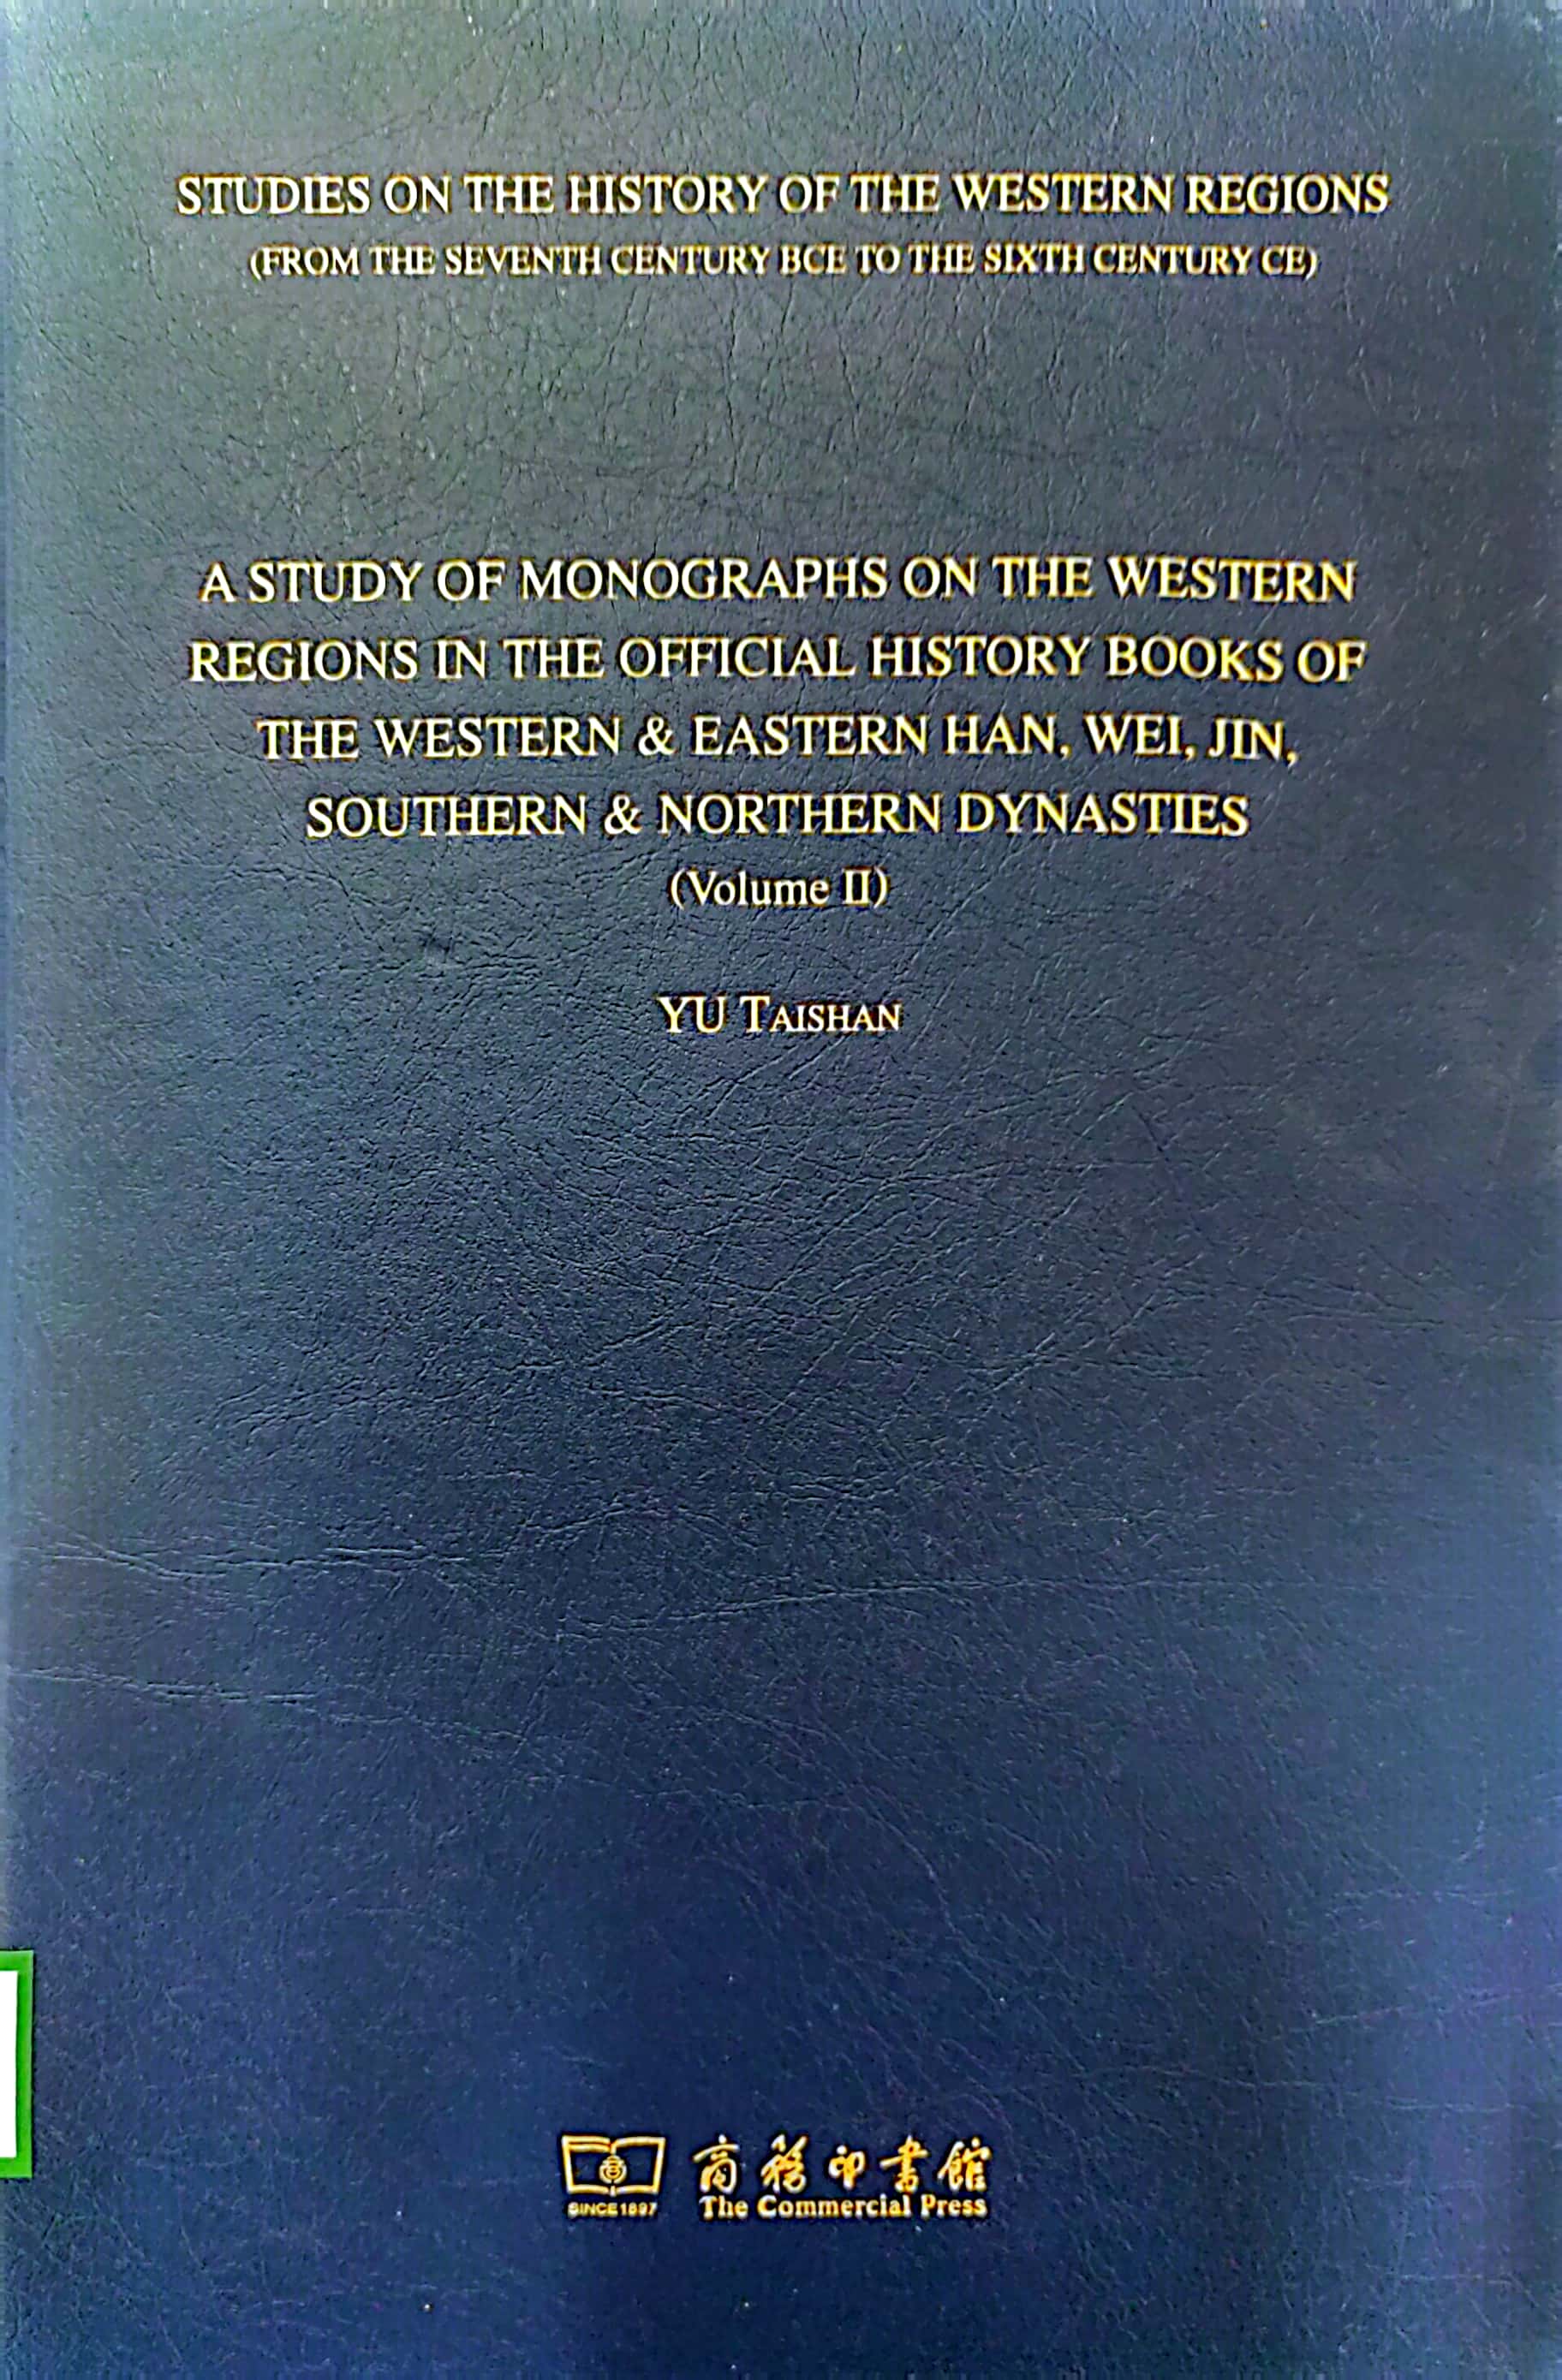 STUDIES ON THE HISTORY OF THE WESTERN REGIONS
(FROM THE SEVENTH CENTURY BCE TO THE SIXTH CENTURY CE)
A STUDY OF MONOGRAPHS ON THE WESTERN
REGIONS IN THE OFFICIAL HISTORY BOOKS OF
THE WESTERN & EASTERN HAN, WEI, JIN,
SOUTHERN & NORTHERN DYNASTIES
(Volume II)
YU TAISHAN
商務印書館
SINCE1897 The Commercial Press